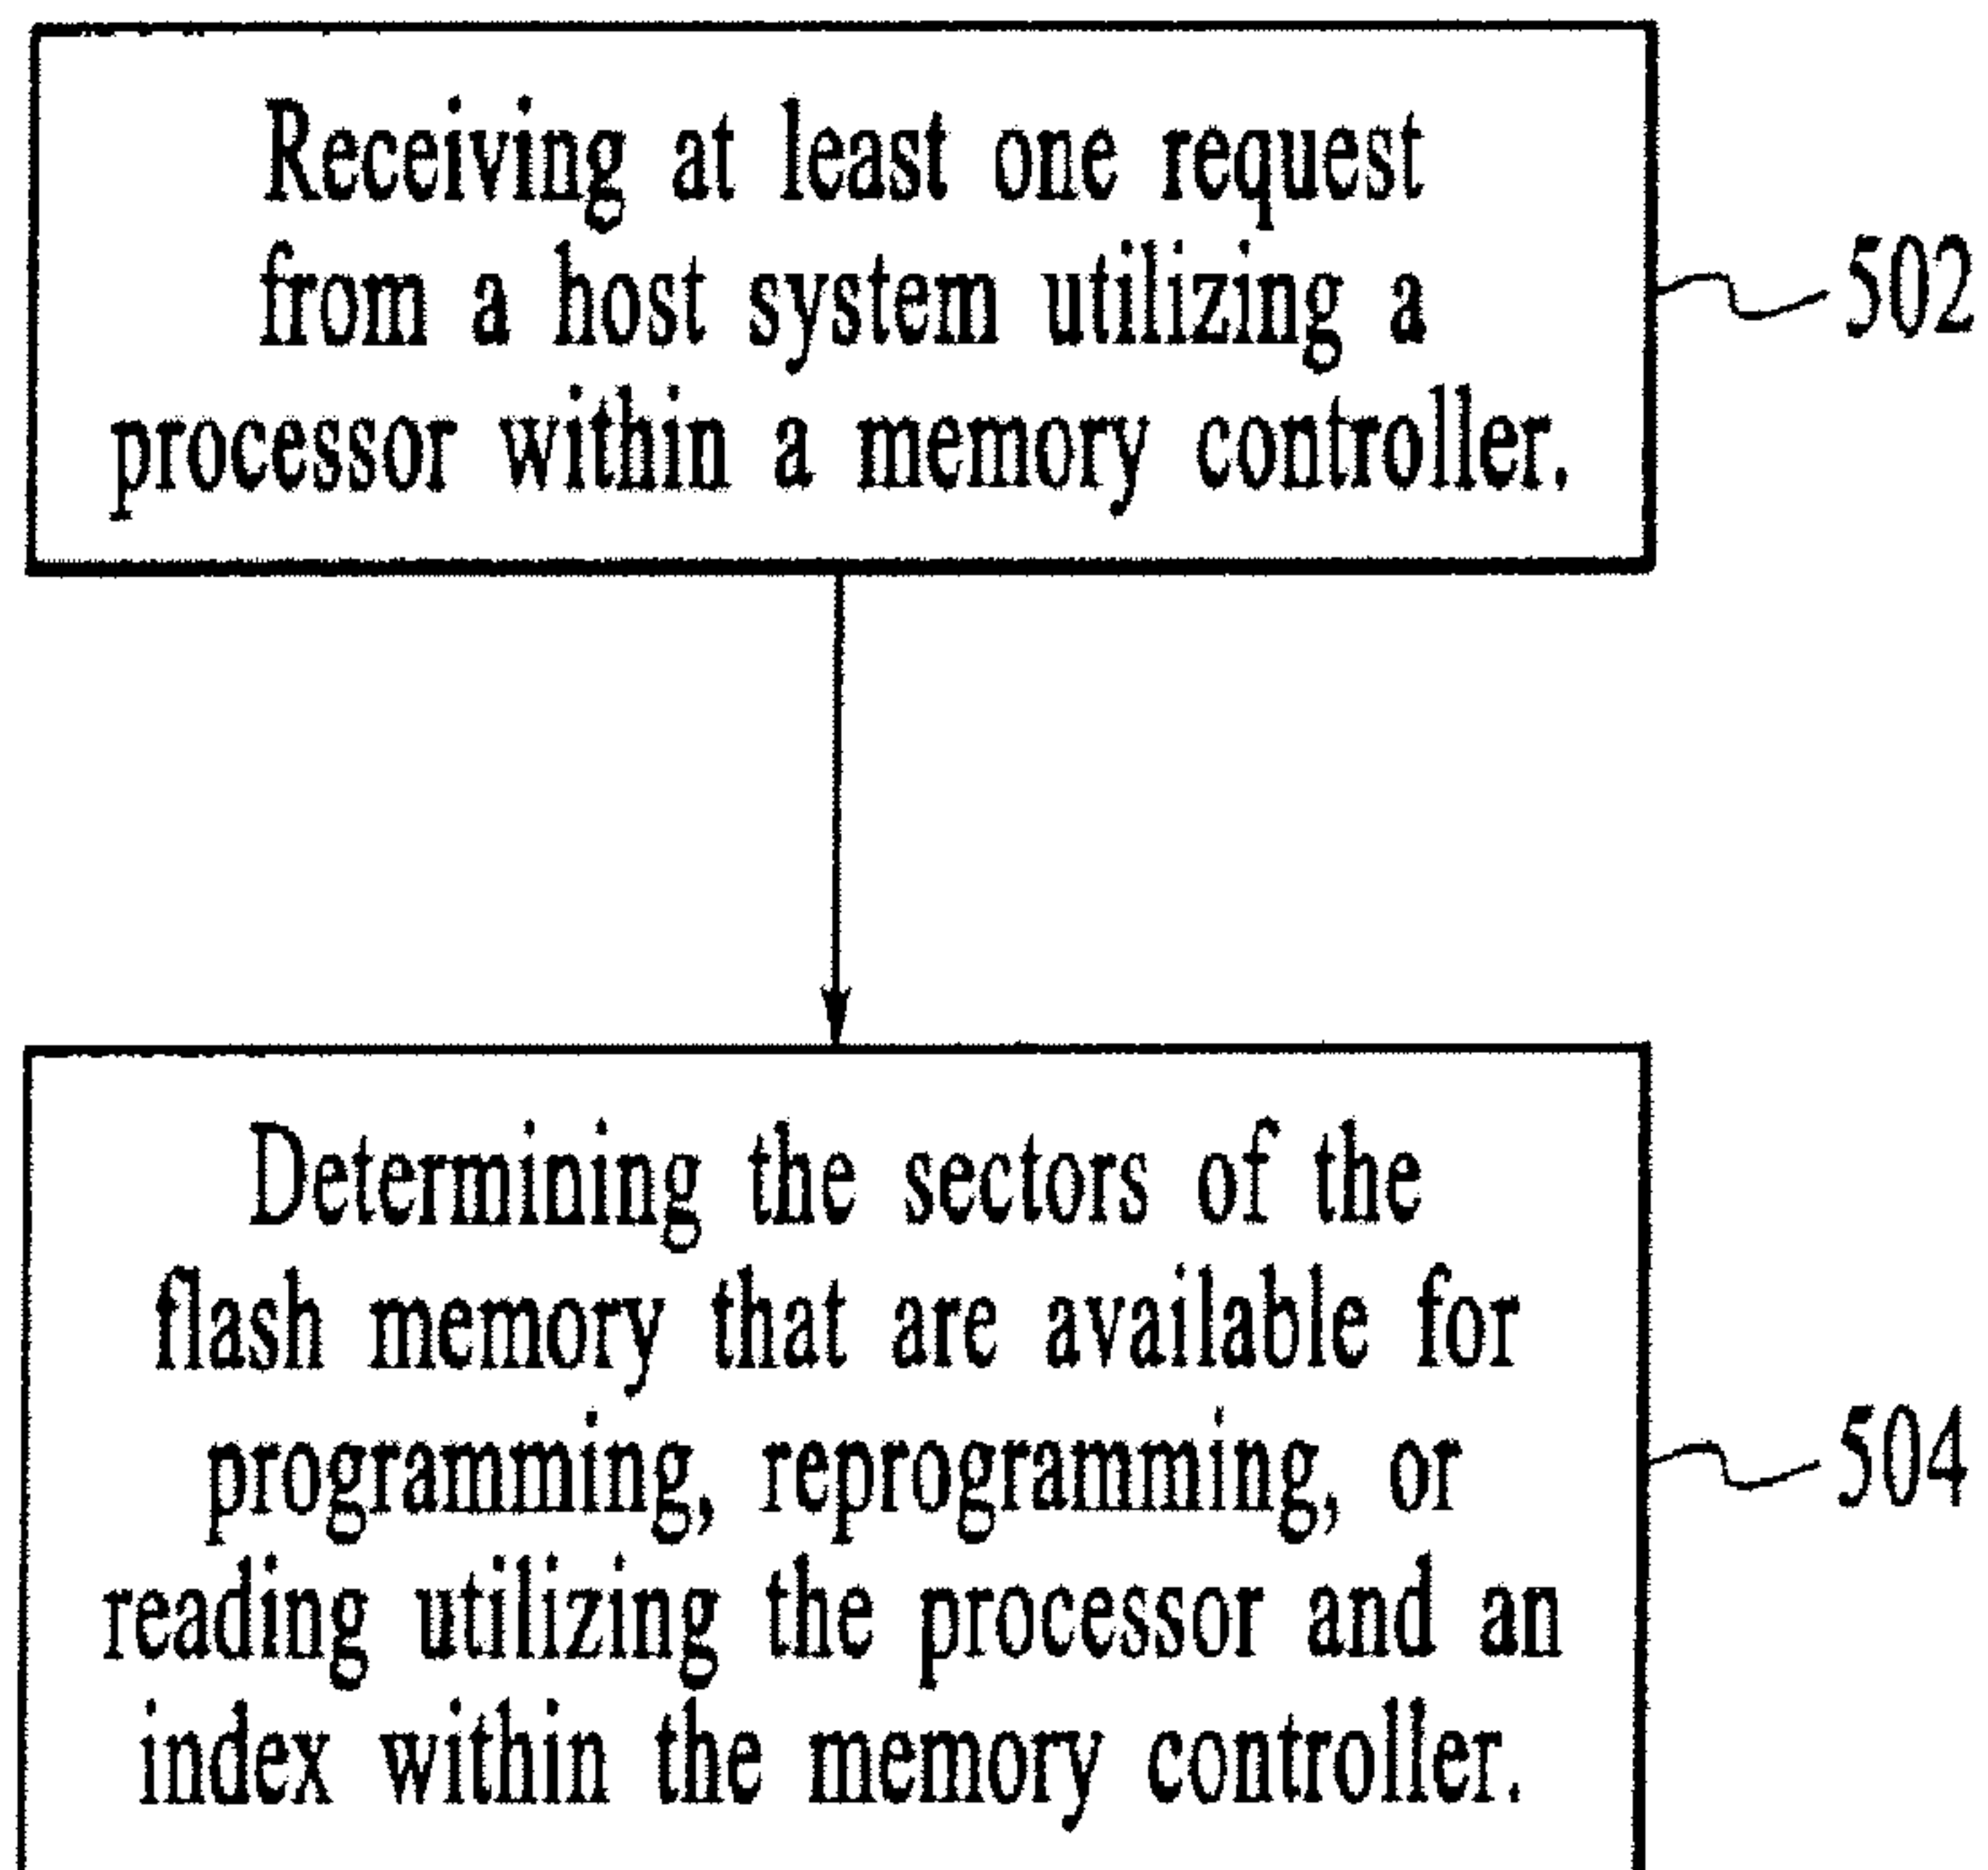 Receiving at least one request
from a host system utilizing a
processor within a memory controller.
502
Determining the sectors of the
flash memory that are available for
programming, reprogramming, or
reading utilizing the processor and an
index within the memory controller.
504